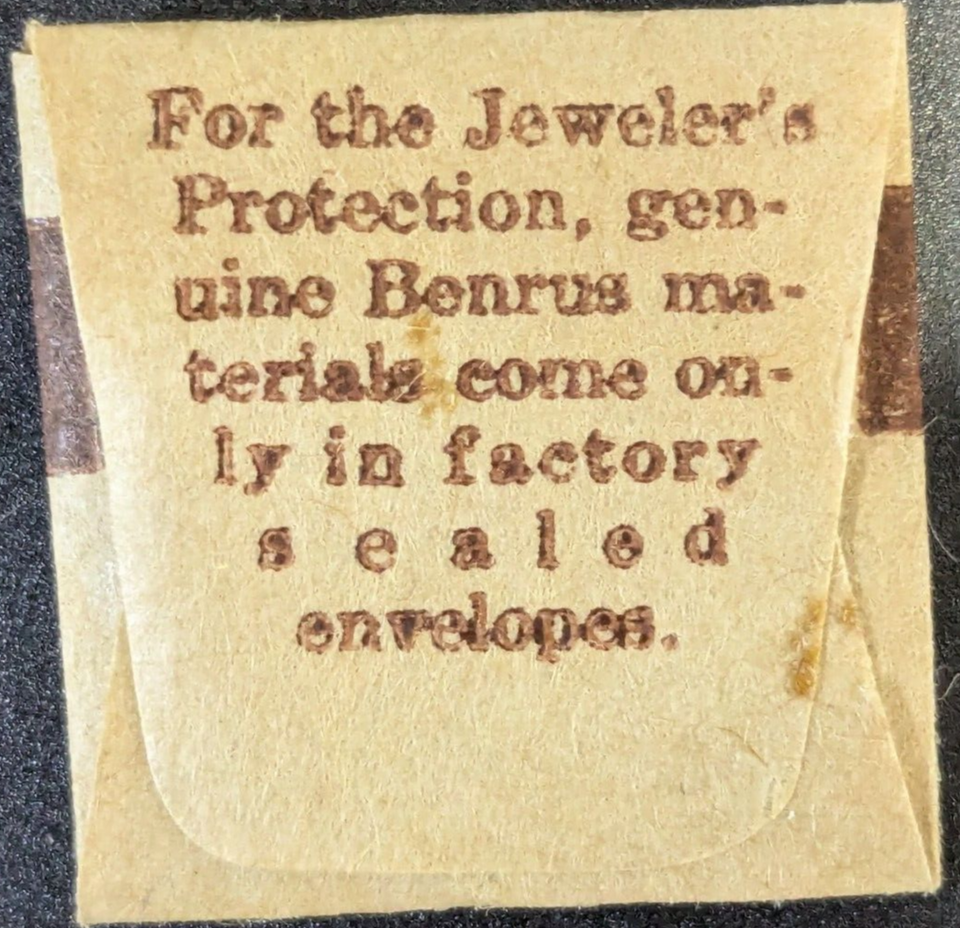 For the Jeweler's
Protection, gen-
uine Benrus ma-
terials come on-
ly in factory
s e a l e d
envelopes.